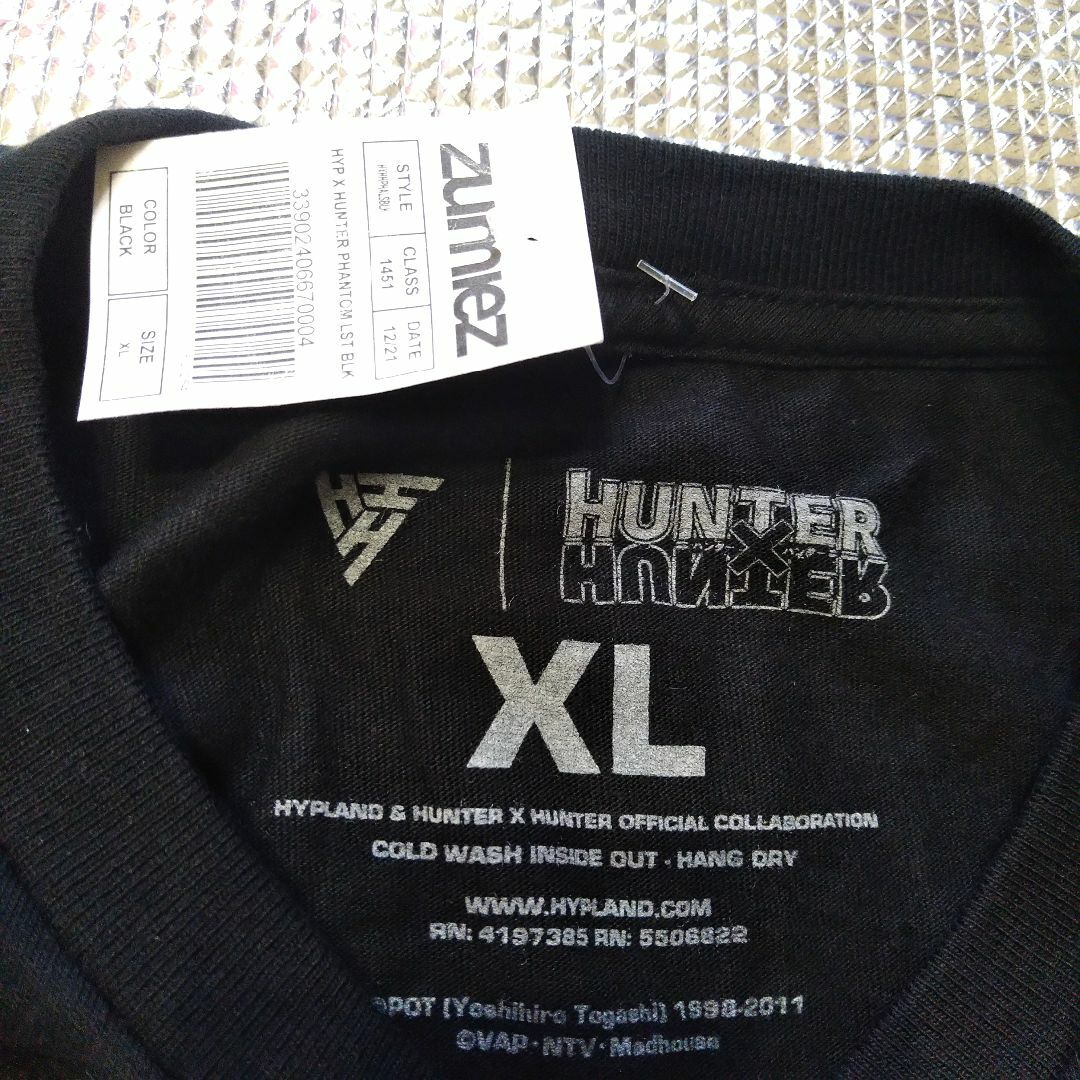 zumiez
STYLE CLASS DATE
1451 12/21
HYP X HUNTER PHANTOM LST BLK
33902406670004
COLOR SIZE
BLACK XL
HUNTER
X
HUNTER
XL
HYPLAND & HUNTER X HUNTER OFFICIAL COLLABORATION
COLD WASH INSIDE OUT - HANG DRY
WWW.HYPLAND.COM
RN: 4197385 RN: 5506822
POT (Yoshihiro Togashi) 1998-2011
©VAP · NTV · Madhouse